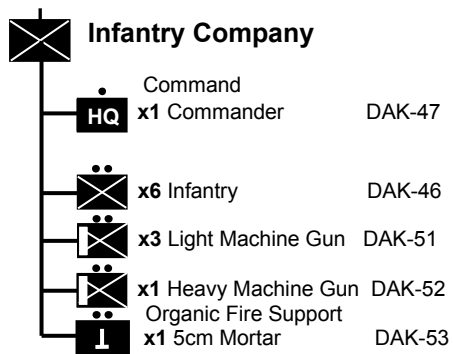 Infantry Company
Command
HQ x1 Commander DAK-47
x6 Infantry DAK-46
x3 Light Machine Gun DAK-51
x1 Heavy Machine Gun DAK-52
Organic Fire Support
x1 5cm Mortar DAK-53